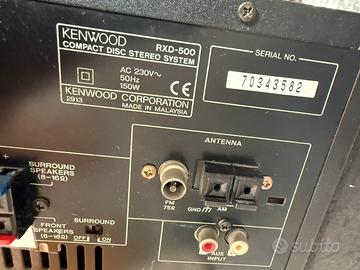 KENWOOD RXD-500
COMPACT DISC STEREO SYSTEM
AC 230V~
50Hz
150W
CE
KENWOOD CORPORATION
2913 MADE IN MALAYSIA
SERIAL NO.
70343582
ANTENNA
FM
75Ω
GND
AM
SURROUND
SPEAKERS
(8-16Ω)
+
FRONT
SPEAKERS
(8-16Ω)
SURROUND
OFF ON
AUX
INPUT
subito